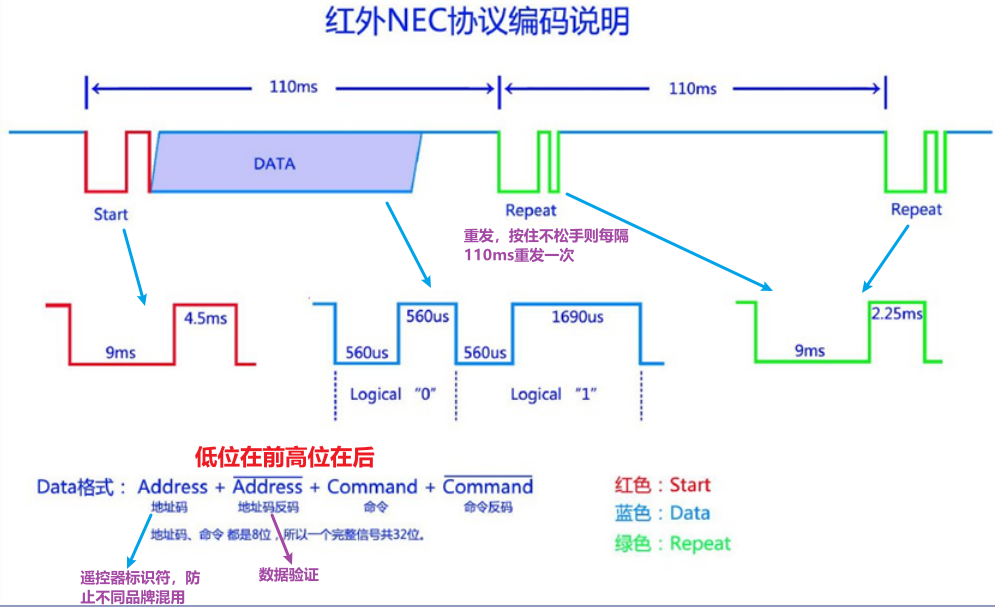 红外NEC协议编码说明
110ms
110ms
DATA
Start
Repeat
Repeat
重发，按住不松手则每隔
110ms重发一次
4.5ms
9ms
560us
560us
560us
1690us
Logical “0”
Logical “1”
2.25ms
9ms
低位在前高位在后
Data格式： Address + Address + Command + Command
地址码
地址码反码
命令
命令反码
地址码、命令 都是8位，所以一个完整信号共32位。
遥控器标识符，防
止不同品牌混用
数据验证
红色：Start
蓝色：Data
绿色：Repeat